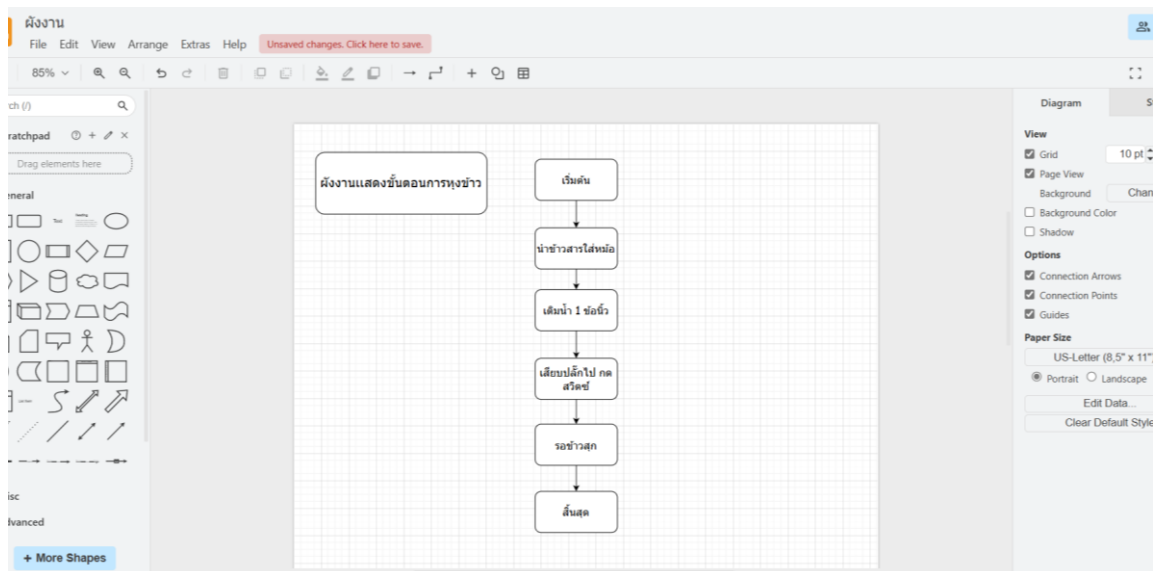 ผังงาน
File Edit View Arrange Extras Help Unsaved changes. Click here to save.
85%
rch (/)
ratchpad
Drag elements here
eneral
Text
Heading
isc
dvanced
+ More Shapes
ผังงานแสดงขั้นตอนการหุงข้าว
เริ่มต้น
นำข้าวสารใส่หม้อ
เติมน้ำ 1 ข้อนิ้ว
เสียบปลั๊กไป กด
สวิตซ์
รอข้าวสุก
สิ้นสุด
Diagram S
View
Grid 10 pt
Page View
Background Chan
Background Color
Shadow
Options
Connection Arrows
Connection Points
Guides
Paper Size
US-Letter (8,5" x 11")
Portrait Landscape
Edit Data...
Clear Default Style